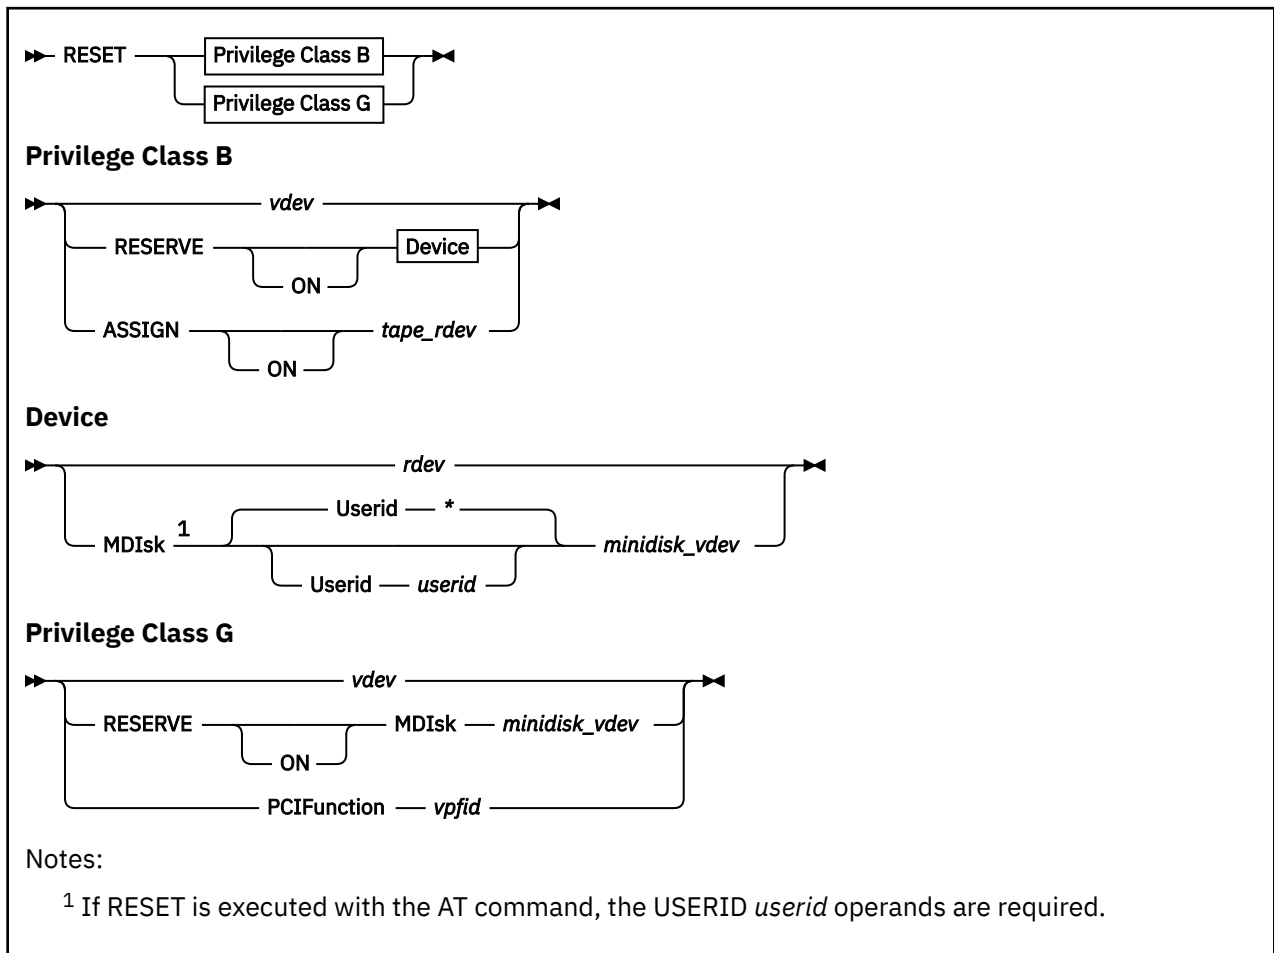 RESET Privilege Class B
Privilege Class G
Privilege Class B
vdev
RESERVE Device
ON
ASSIGN tape_rdev
ON
Device
rdev
Userid *
MDIsk 1 minidisk_vdev
Userid userid
Privilege Class G
vdev
RESERVE MDIsk minidisk_vdev
ON
PCIFunction vpfid
Notes:
1 If RESET is executed with the AT command, the USERID userid operands are required.